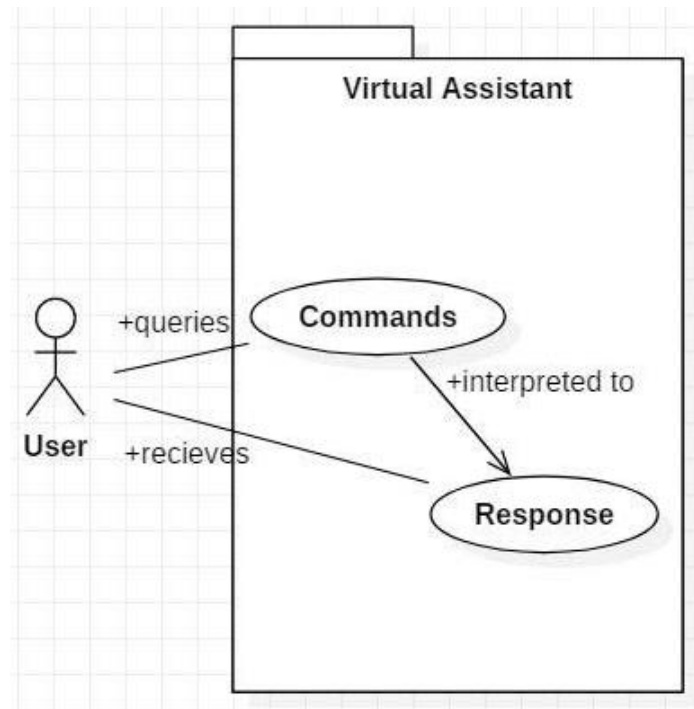 Virtual Assistant
Commands
+queries
+interpreted to
User
+recieves
Response